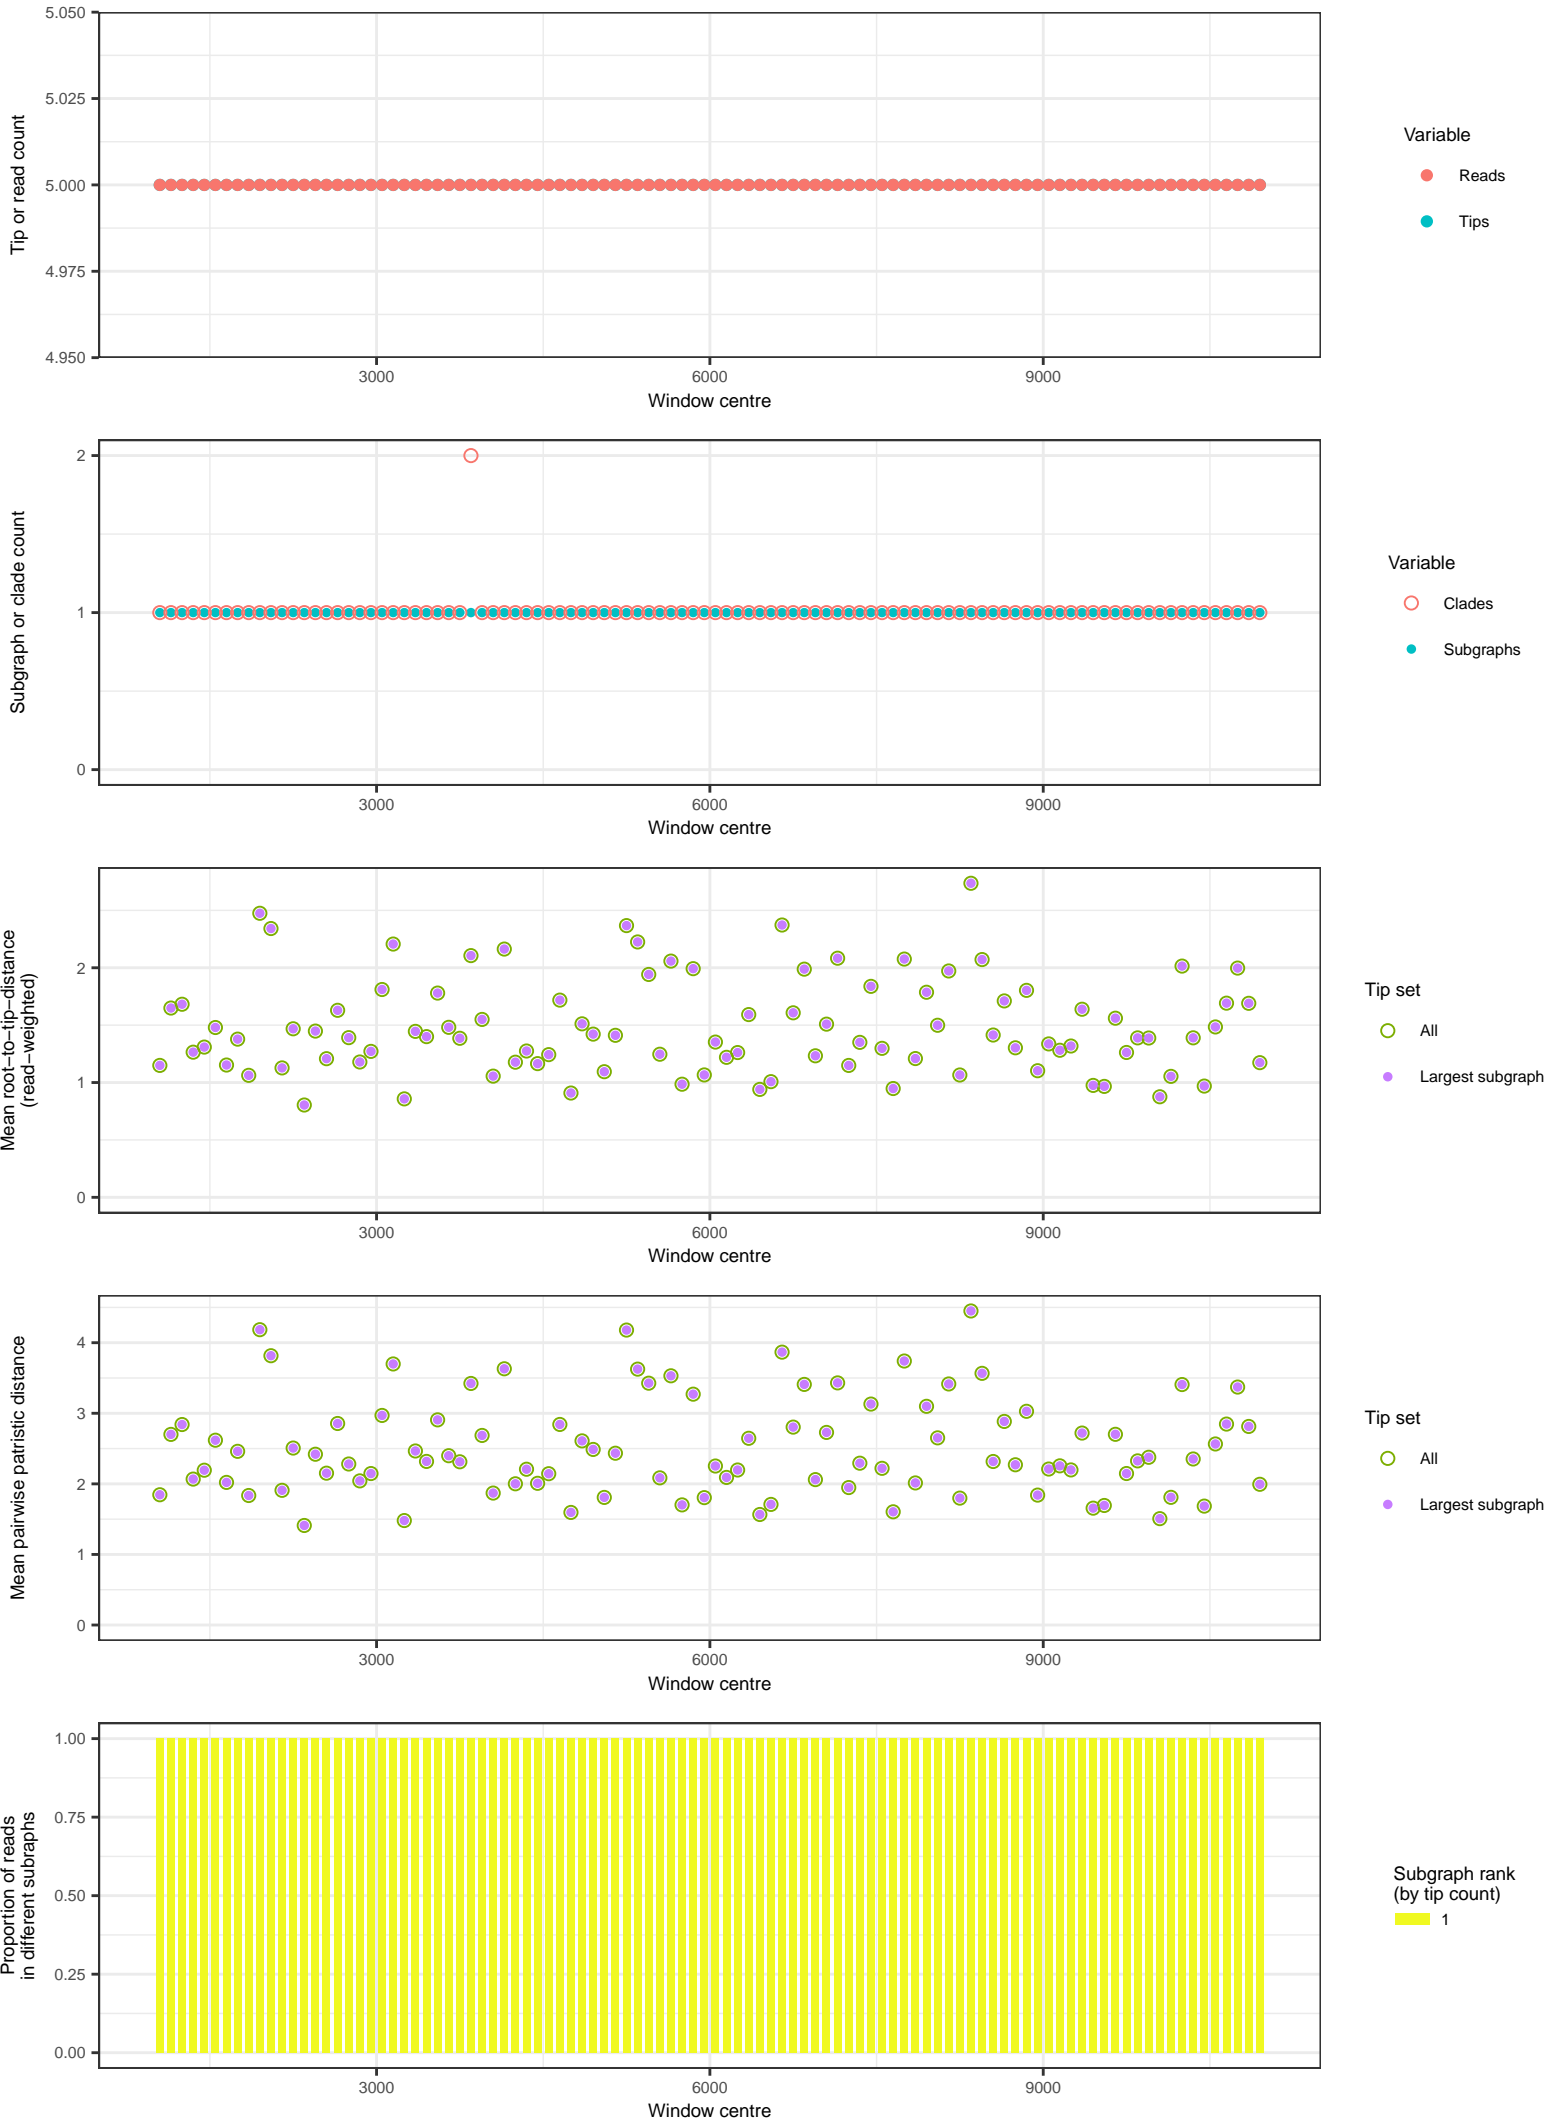 5.050
5.025
5.000
4.975
4.950
Tip or read count
3000 6000 9000
Window centre
Variable
Reads
Tips
2
1
0
Subgraph or clade count
3000 6000 9000
Window centre
Variable
Clades
Subgraphs
2
1
0
Mean root−to−tip−distance
(read−weighted)
3000 6000 9000
Window centre
Tip set
All
Largest subgraph
4
3
2
1
0
Mean pairwise patristic distance
3000 6000 9000
Window centre
Tip set
All
Largest subgraph
1.00
0.75
0.50
0.25
0.00
Proportion of reads
in different subraphs
3000 6000 9000
Window centre
Subgraph rank
(by tip count)
1